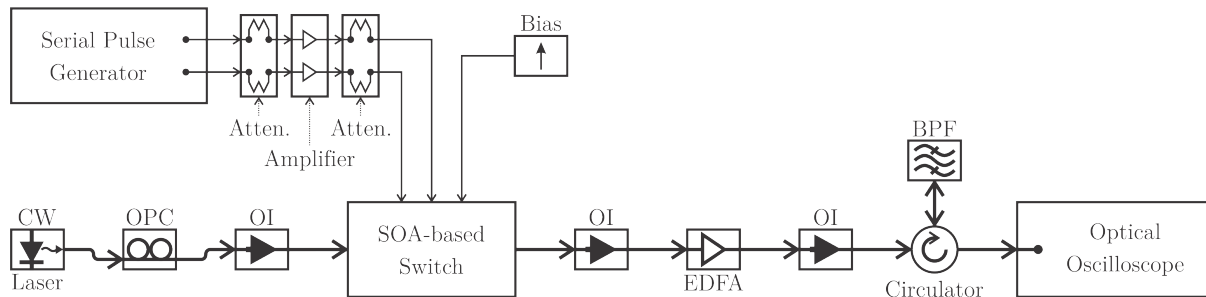 Serial Pulse
Generator
Bias
Atten.
Atten.
Amplifier
BPF
CW
OPC
OI
SOA-based
Switch
OI
OI
Optical
Oscilloscope
Laser
EDFA
Circulator